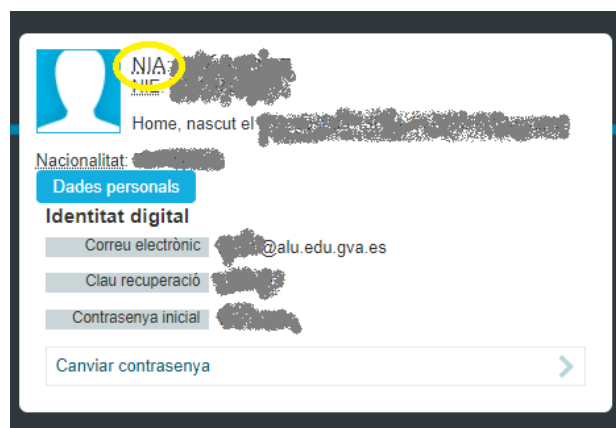 NIA:
NIE:
Home, nascut el
Nacionalitat:
Dades personals
Identitat digital
Correu electrònic @alu.edu.gva.es
Clau recuperació
Contrasenya inicial
Canviar contrasenya